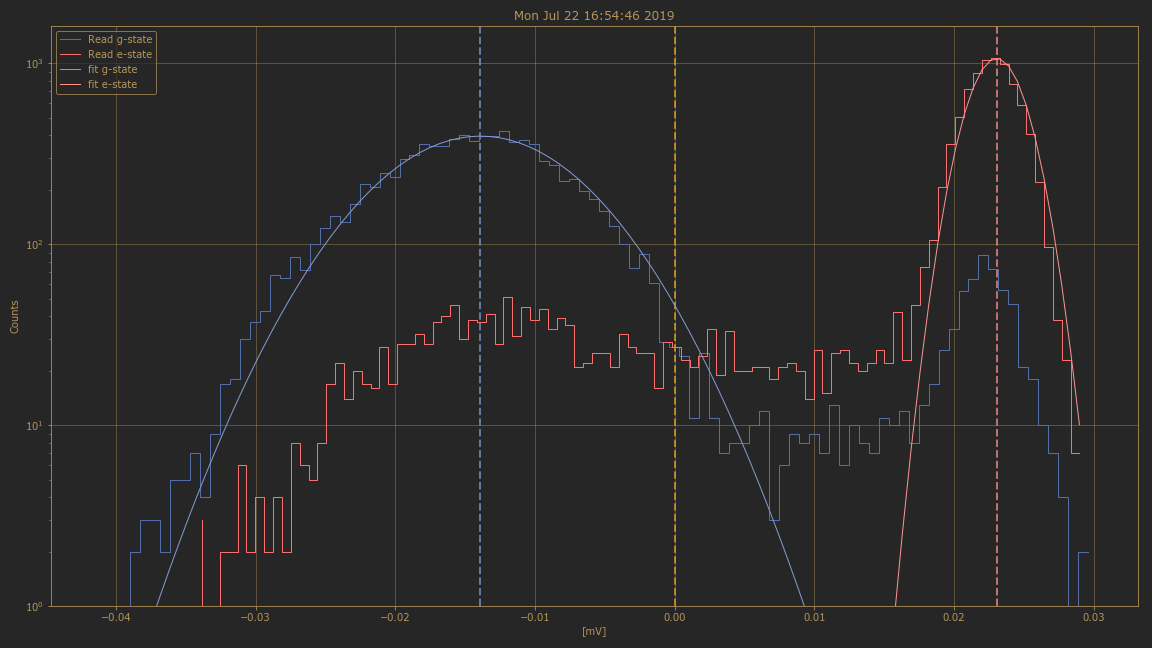 Mon Jul 22 16:54:46 2019
Read g-state
Read e-state
fit g-state
fit e-state
10³
10²
10¹
10⁰
Counts
−0.04 −0.03 −0.02 −0.01 0.00 0.01 0.02 0.03
[mV]